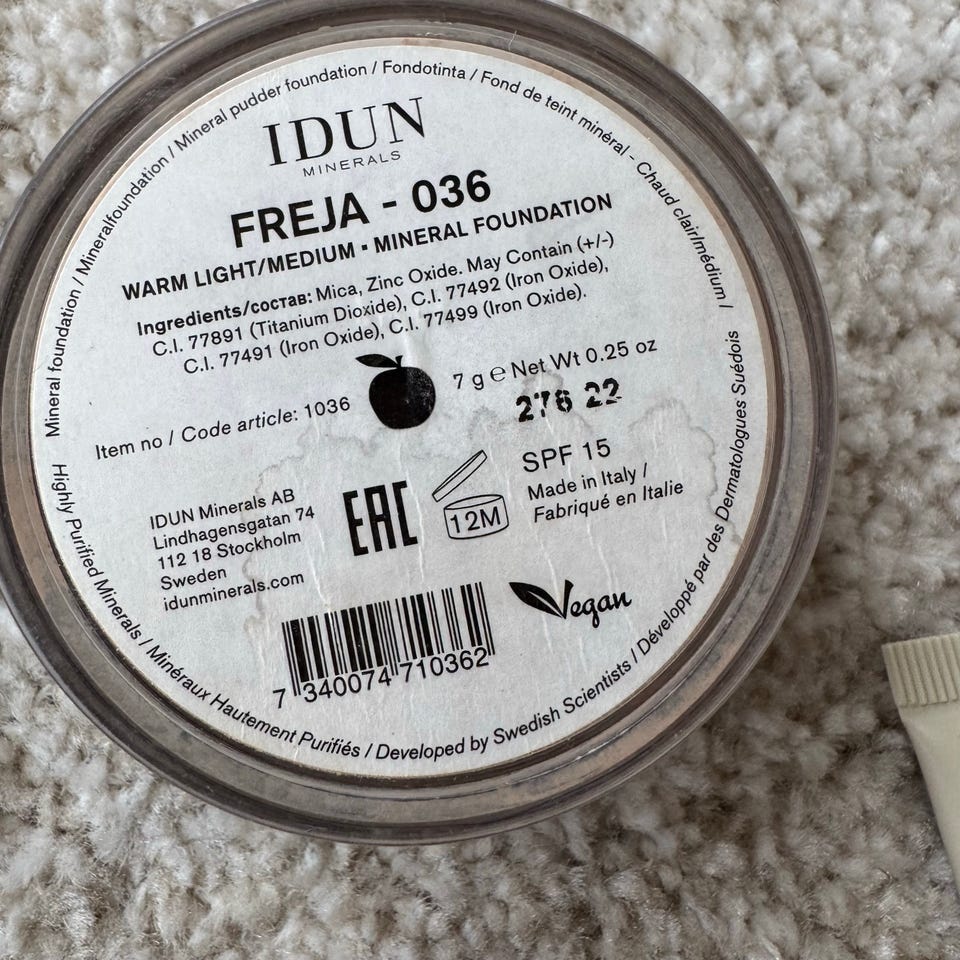 Mineral foundation / Mineralfoundation / Mineral pudder foundation / Fondotinta / Fond de teint minéral - Chaud clair/médium /
IDUN
MINERALS
FREJA - 036
WARM LIGHT/MEDIUM • MINERAL FOUNDATION
Ingredients/состав: Mica, Zinc Oxide. May Contain (+/-)
C.I. 77891 (Titanium Dioxide), C.I. 77492 (Iron Oxide),
C.I. 77491 (Iron Oxide), C.I. 77499 (Iron Oxide).
Item no / Code article: 1036
7 g ℮ Net Wt 0.25 oz
276 22
SPF 15
Made in Italy /
Fabriqué en Italie
EAC
12M
IDUN Minerals AB
Lindhagensgatan 74
112 18 Stockholm
Sweden
idunminerals.com
Vegan
7 340074 710362
Highly Purified Minerals / Minéraux Hautement Purifiés / Developed by Swedish Scientists / Développé par des Dermatologues Suédois